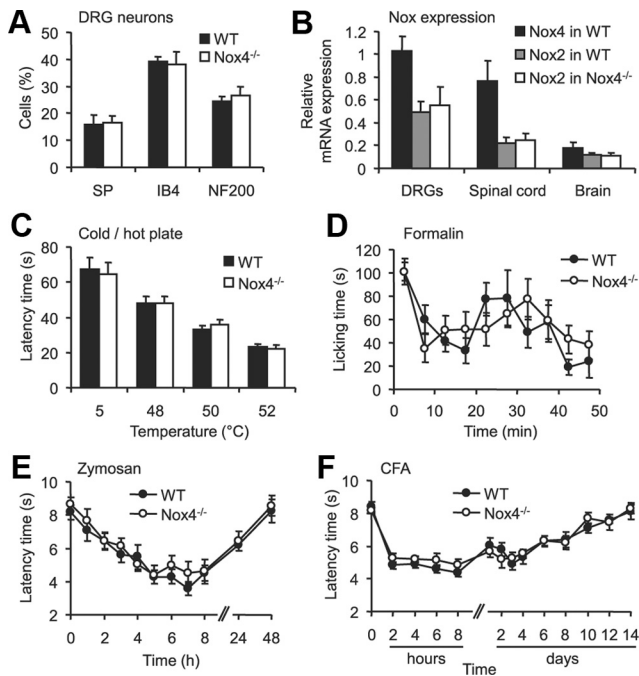 A
DRG neurons
WT
Nox4-/-
Cells (%)
50
40
30
20
10
0
SP IB4 NF200
B
Nox expression
Nox4 in WT
Nox2 in WT
Nox2 in Nox4-/-
Relative
mRNA expression
1.2
1
0.8
0.6
0.4
0.2
0
DRGs Spinal cord Brain
C
Cold / hot plate
WT
Nox4-/-
Latency time (s)
80
60
40
20
0
5 48 50 52
Temperature (°C)
D
Formalin
WT
Nox4-/-
Licking time (s)
120
100
80
60
40
20
0
0 10 20 30 40 50
Time (min)
E
Zymosan
WT
Nox4-/-
Latency time (s)
10
8
6
4
2
0 1 2 3 4 5 6 7 8 24 48
Time (h)
F
CFA
WT
Nox4-/-
Latency time (s)
10
8
6
4
2
0 2 4 6 8 2 4 6 8 10 12 14
hours days
Time